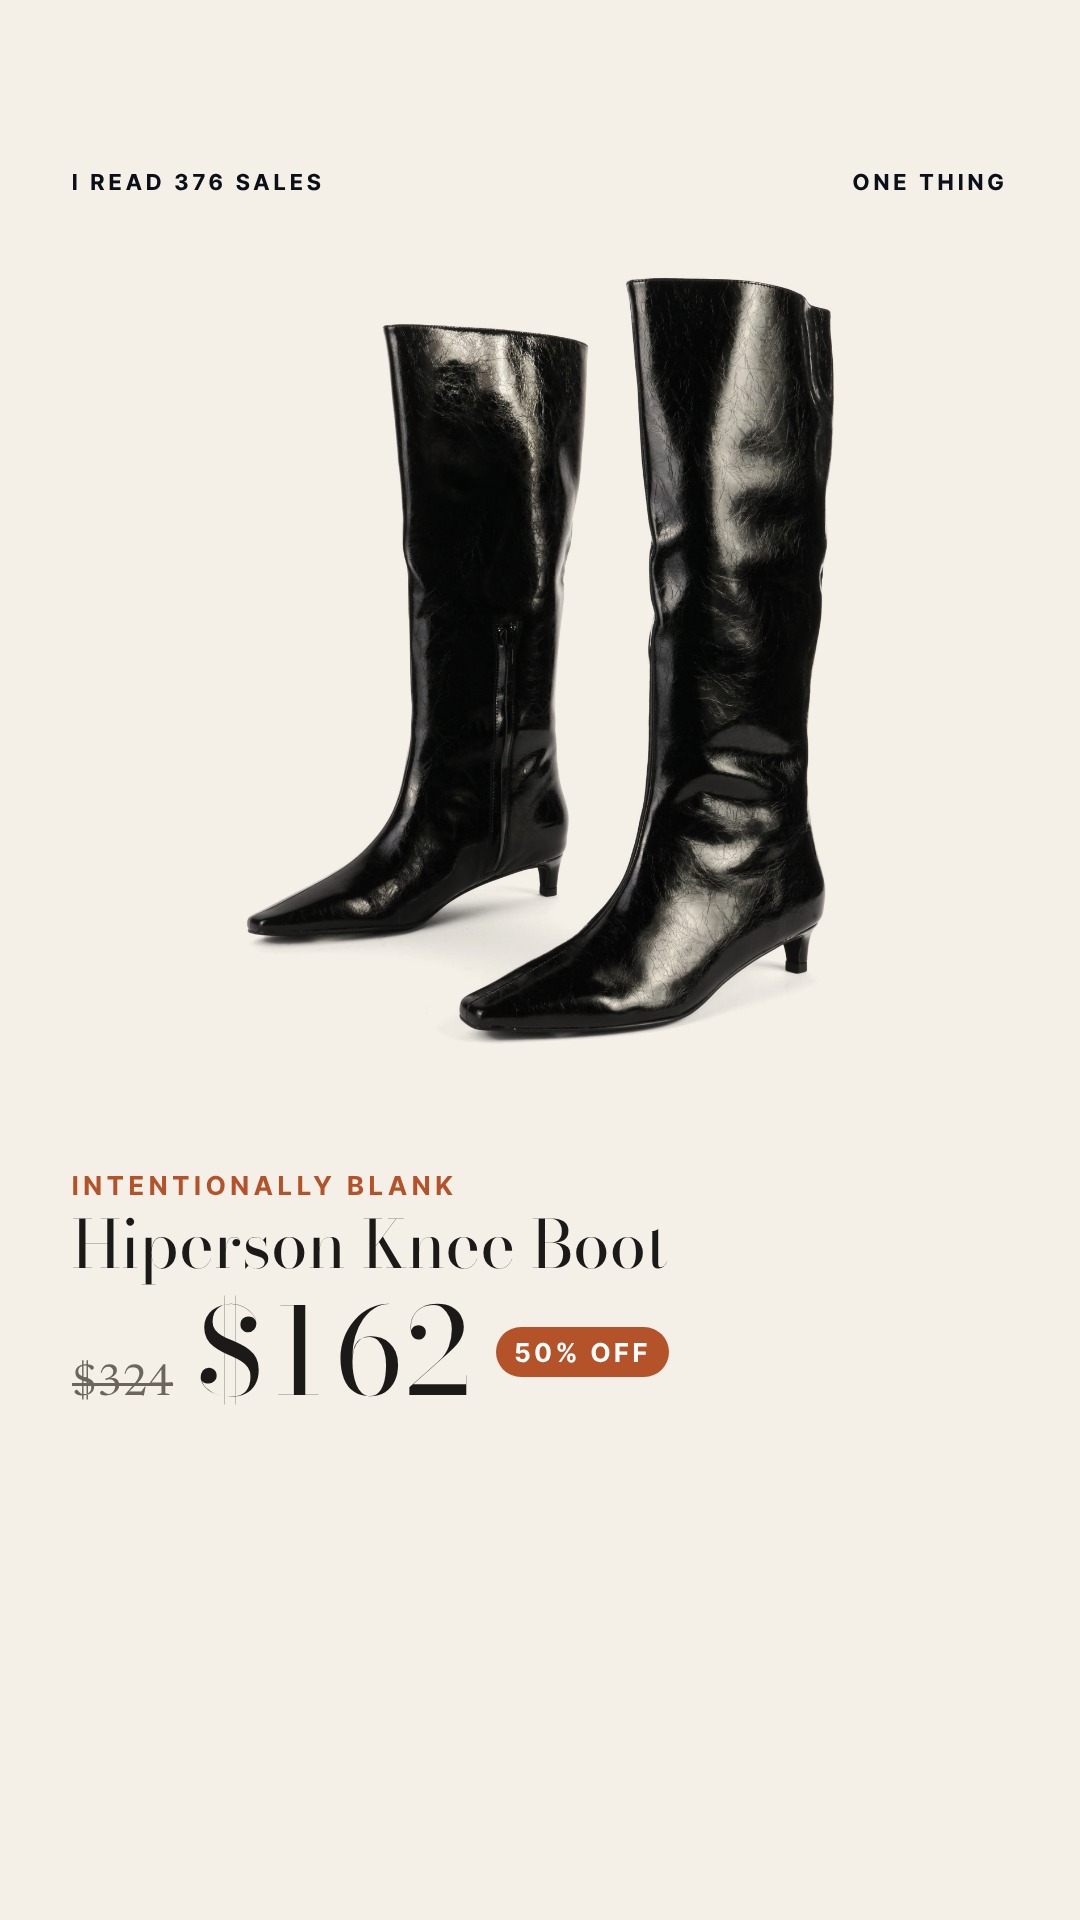 I READ 376 SALES
ONE THING
INTENTIONALLY BLANK
Hiperson Knee Boot
$324 $162 50% OFF